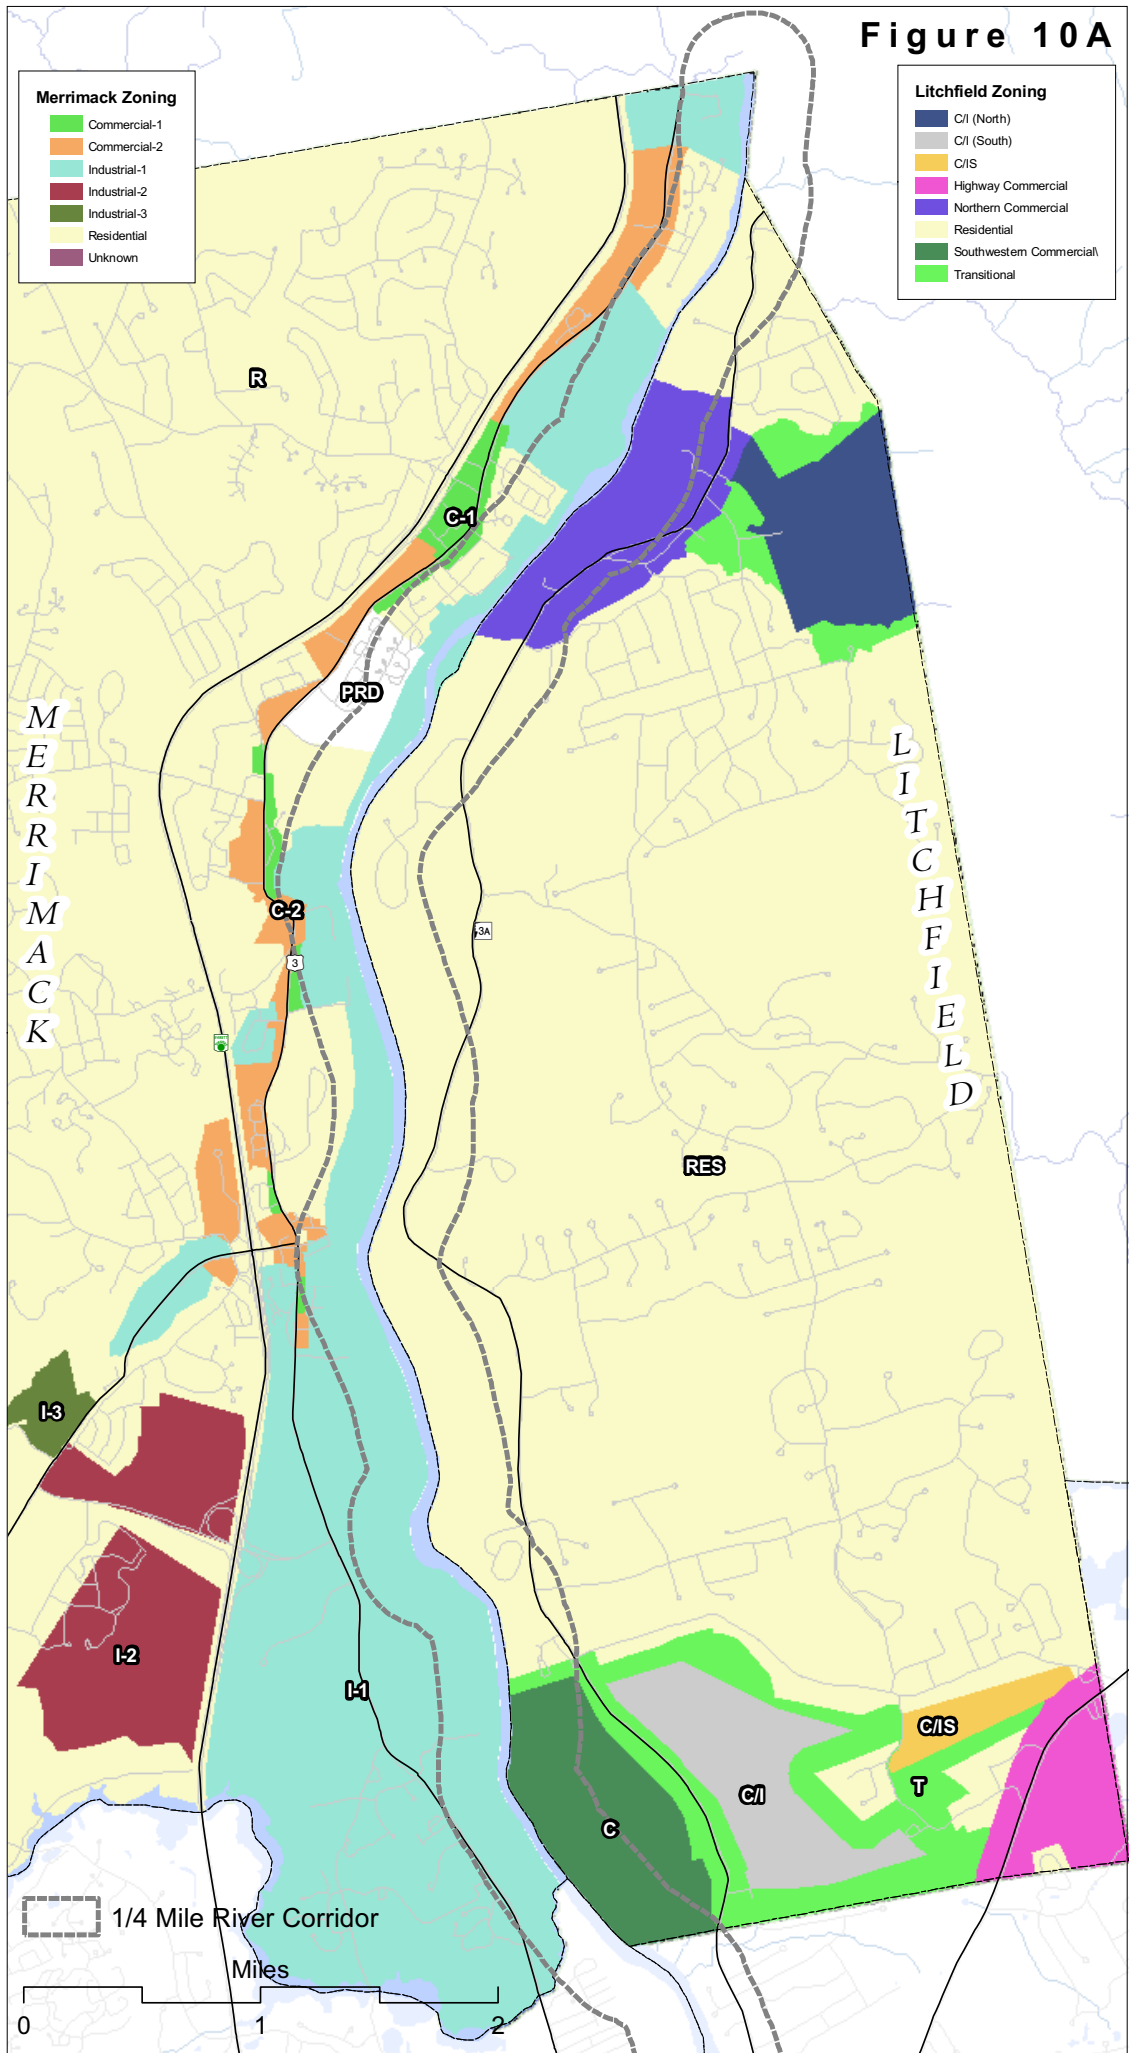 Figure 10A
Merrimack Zoning
Commercial-1
Commercial-2
Industrial-1
Industrial-2
Industrial-3
Residential
Unknown
Litchfield Zoning
C/I (North)
C/I (South)
C/IS
Highway Commercial
Northern Commercial
Residential
Southwestern Commercial\
Transitional
R
C-1
PRD
MERRIMACK
LITCHFIELD
C-2
3A
3
RES
I-3
I-2
I-1
C/IS
T
C/I
C
1/4 Mile River Corridor
Miles
0 1 2